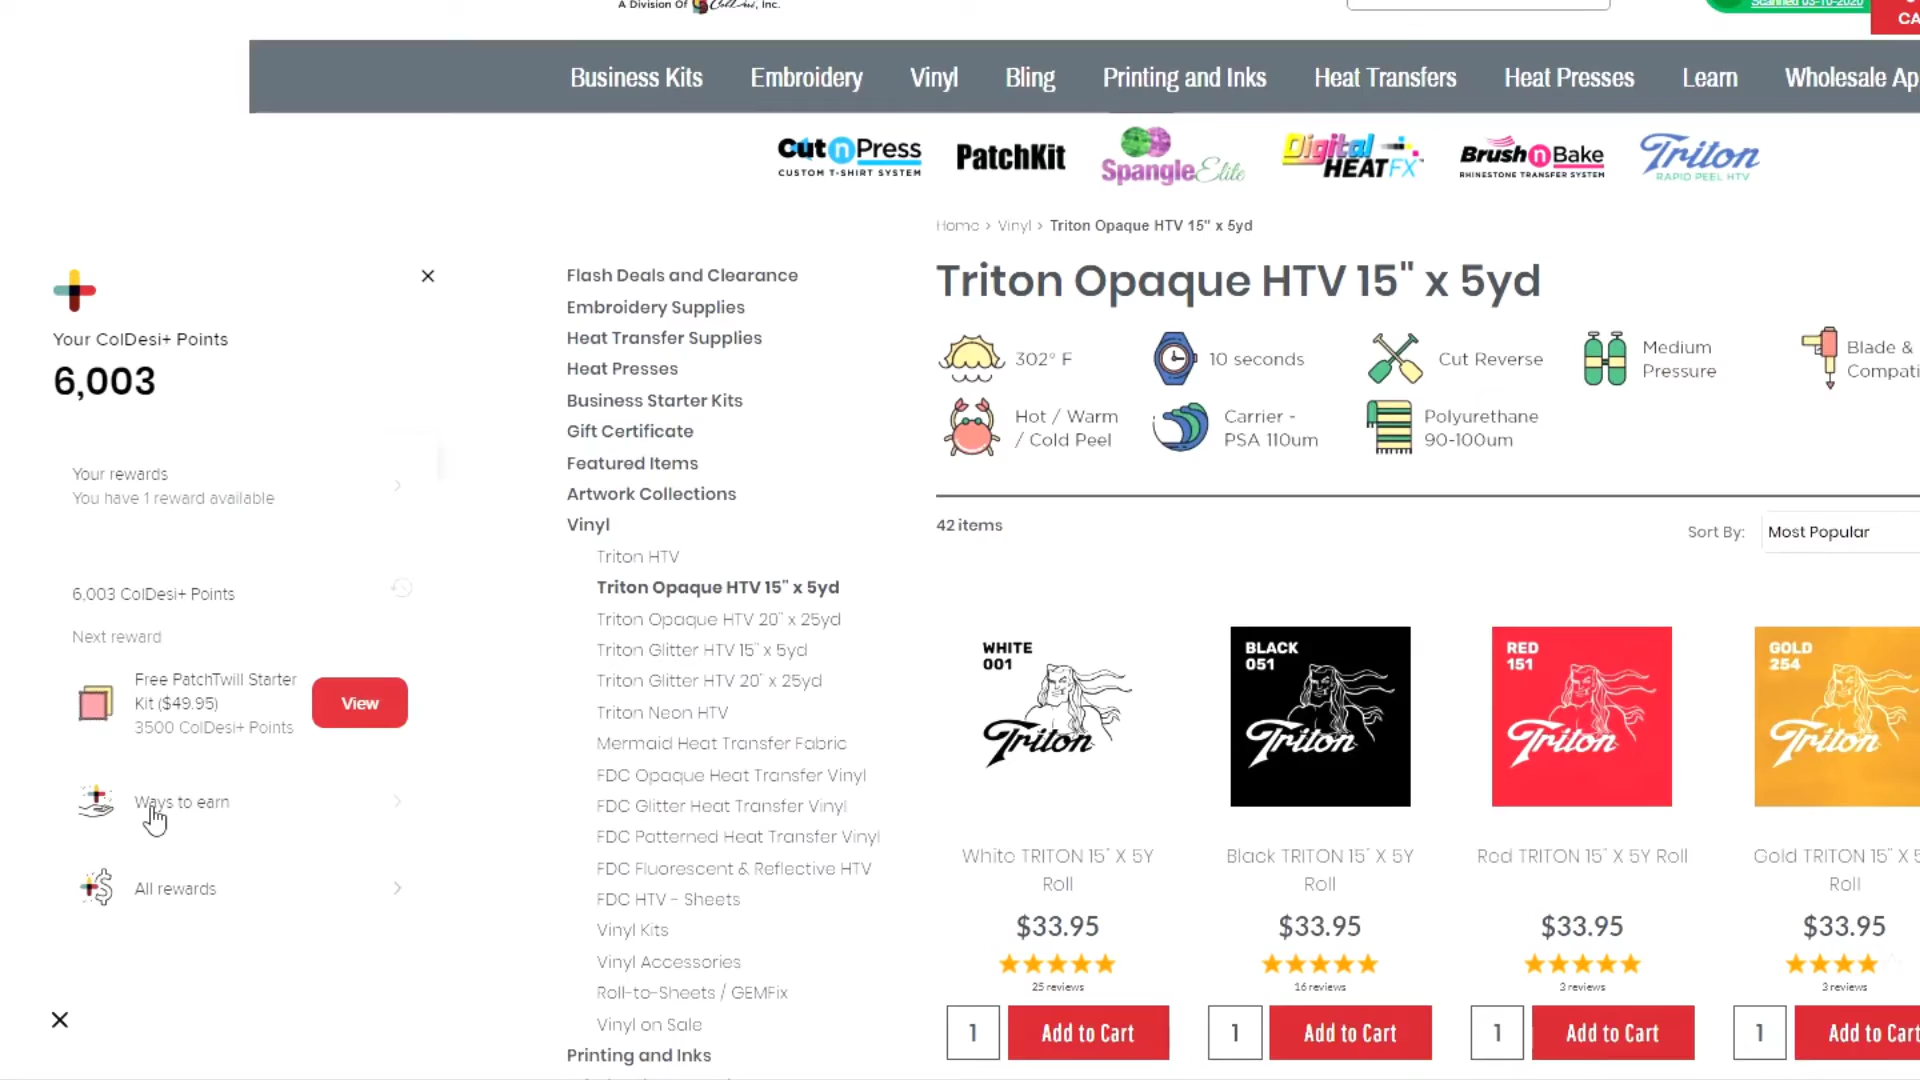 A Division Of ColDesi, Inc.
Scanned 03-10-2020
CA
Business Kits
Embroidery
Vinyl
Bling
Printing and Inks
Heat Transfers
Heat Presses
Learn
Wholesale Ap
Cut n Press
CUSTOM T-SHIRT SYSTEM
PatchKit
Spangle Elite
Digital
HEATFX
Brush n Bake
RHINESTONE TRANSFER SYSTEM
Triton
RAPID PEEL HTV
Home > Vinyl > Triton Opaque HTV 15" x 5yd
Your ColDesi+ Points
6,003
Your rewards
You have 1 reward available
6,003 ColDesi+ Points
Next reward
Free PatchTwill Starter
Kit ($49.95)
3500 ColDesi+ Points
View
Ways to earn
All rewards
Flash Deals and Clearance
Embroidery Supplies
Heat Transfer Supplies
Heat Presses
Business Starter Kits
Gift Certificate
Featured Items
Artwork Collections
Vinyl
Triton HTV
Triton Opaque HTV 15" x 5yd
Triton Opaque HTV 20" x 25yd
Triton Glitter HTV 15" x 5yd
Triton Glitter HTV 20" x 25yd
Triton Neon HTV
Mermaid Heat Transfer Fabric
FDC Opaque Heat Transfer Vinyl
FDC Glitter Heat Transfer Vinyl
FDC Patterned Heat Transfer Vinyl
FDC Fluorescent & Reflective HTV
FDC HTV - Sheets
Vinyl Kits
Vinyl Accessories
Roll-to-Sheets / GEMFix
Vinyl on Sale
Printing and Inks
Triton Opaque HTV 15" x 5yd
302° F
10 seconds
Cut Reverse
Medium
Pressure
Blade &
Compati
Hot / Warm
/ Cold Peel
Carrier -
PSA 110um
Polyurethane
90-100um
42 items
Sort By:
Most Popular
WHITE
001
Triton
BLACK
051
Triton
RED
151
Triton
GOLD
254
Triton
White TRITON 15" X 5Y
Roll
$33.95
25 reviews
1
Add to Cart
Black TRITON 15" X 5Y
Roll
$33.95
16 reviews
1
Add to Cart
Red TRITON 15" X 5Y Roll
$33.95
3 reviews
1
Add to Cart
Gold TRITON 15" X 5
Roll
$33.95
3 reviews
1
Add to Cart